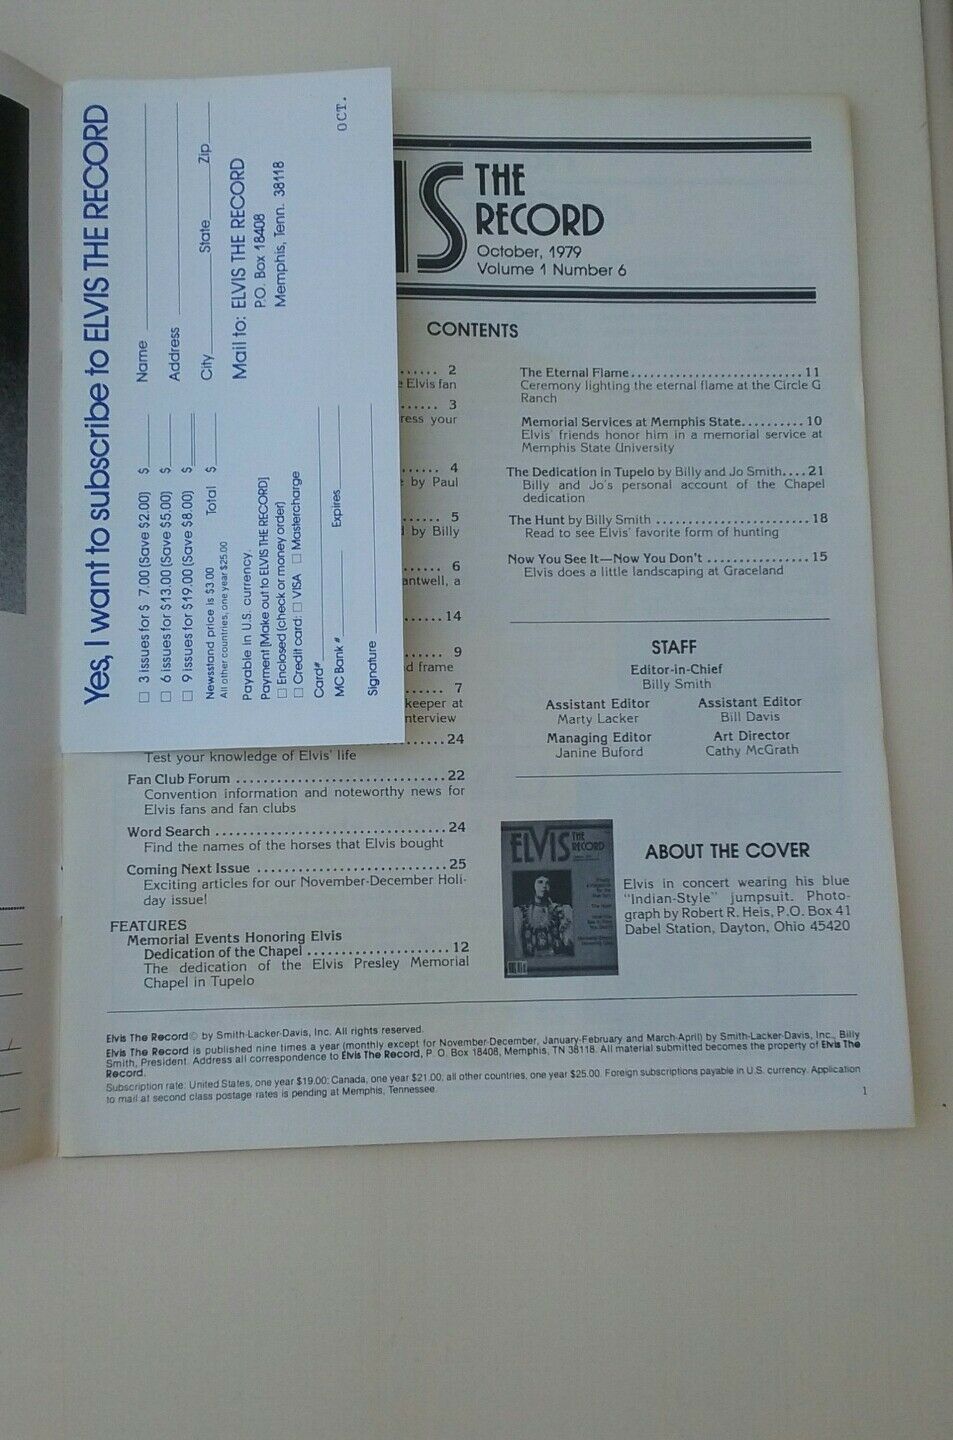 Yes, I want to subscribe to ELVIS THE RECORD
☐ 3 issues for $ 7.00 (Save $2.00) $
☐ 6 issues for $13.00 (Save $5.00) $
☐ 9 issues for $19.00 (Save $8.00) $
Newsstand price is $3.00 Total $
All other countries, one year $25.00
Payable in U.S. currency.
Payment [Make out to ELVIS THE RECORD]
☐ Enclosed (check or money order)
☐ Credit card: ☐ VISA ☐ Mastercharge
Card#
MC Bank # Expires
Signature
Name
Address
City State Zip
Mail to: ELVIS THE RECORD
P.O. Box 18408
Memphis, Tenn. 38118
OCT.
IS THE
RECORD
October, 1979
Volume 1 Number 6
CONTENTS
2
Elvis fan
3
ress your
4
by Paul
5
d by Billy
6
antwell, a
14
9
d frame
7
keeper at
nterview
24
Test your knowledge of Elvis' life
Fan Club Forum 22
Convention information and noteworthy news for
Elvis fans and fan clubs
Word Search 24
Find the names of the horses that Elvis bought
Coming Next Issue 25
Exciting articles for our November-December Holi-
day issue!
FEATURES
Memorial Events Honoring Elvis
Dedication of the Chapel 12
The dedication of the Elvis Presley Memorial
Chapel in Tupelo
The Eternal Flame 11
Ceremony lighting the eternal flame at the Circle G
Ranch
Memorial Services at Memphis State 10
Elvis' friends honor him in a memorial service at
Memphis State University
The Dedication in Tupelo by Billy and Jo Smith 21
Billy and Jo's personal account of the Chapel
dedication
The Hunt by Billy Smith 18
Read to see Elvis' favorite form of hunting
Now You See It—Now You Don't 15
Elvis does a little landscaping at Graceland
STAFF
Editor-in-Chief
Billy Smith
Assistant Editor Assistant Editor
Marty Lacker Bill Davis
Managing Editor Art Director
Janine Buford Cathy McGrath
ELVIS THE
RECORD
ABOUT THE COVER
Elvis in concert wearing his blue
"Indian-Style" jumpsuit. Photo-
graph by Robert R. Heis, P.O. Box 41
Dabel Station, Dayton, Ohio 45420
Elvis The Record© by Smith-Lacker-Davis, Inc. All rights reserved.
Elvis The Record is published nine times a year (monthly except for November-December, January-February and March-April) by Smith-Lacker-Davis, Inc., Billy
Smith, President. Address all correspondence to Elvis The Record, P. O. Box 18408, Memphis, TN 38118. All material submitted becomes the property of Elvis The
Record.
Subscription rate: United States, one year $19.00; Canada, one year $21.00, all other countries, one year $25.00. Foreign subscriptions payable in U.S. currency. Application
to mail at second class postage rates is pending at Memphis, Tennessee.
1